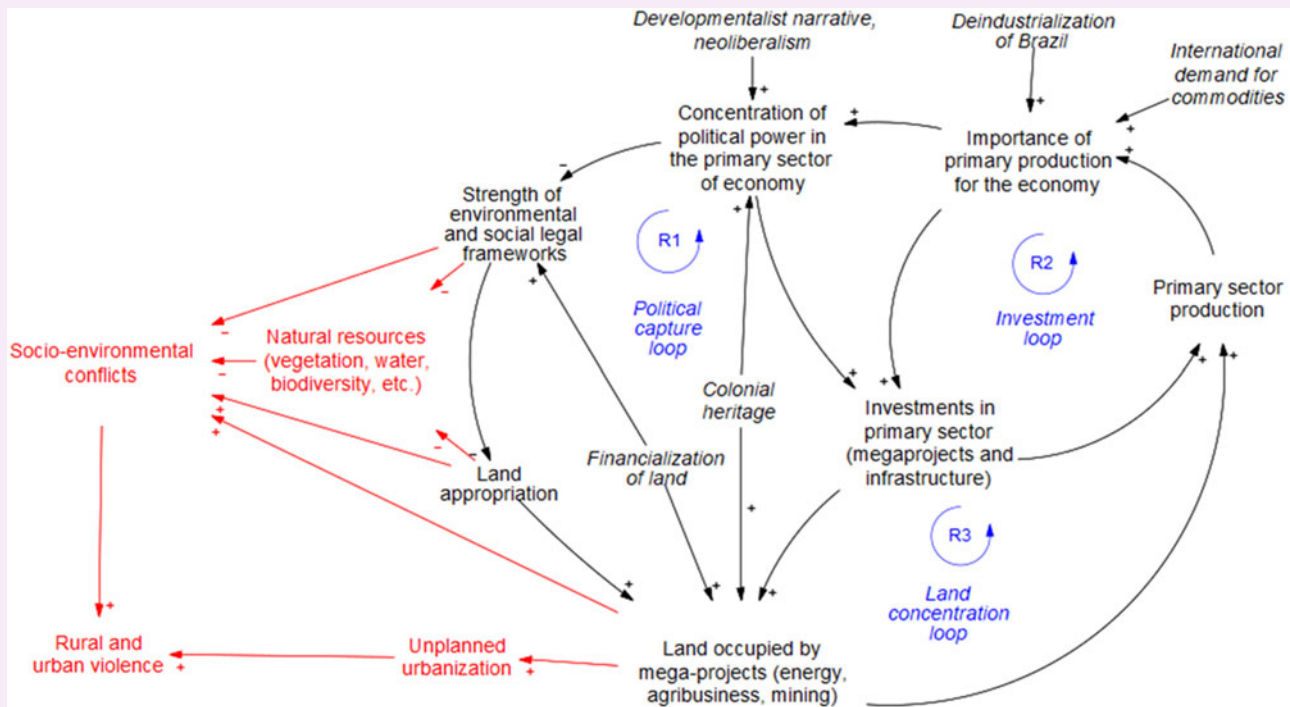 Developmentalist narrative,
neoliberalism
Deindustrialization
of Brazil
International
demand for
commodities
+
+
Concentration of
political power in
the primary sector
of economy
+
+
+
Importance of
primary production
for the economy
–
Strength of
environmental
and social legal
frameworks
+
R1
Political
capture
loop
+
R2
Investment
loop
Primary sector
production
–
–
Socio-environmental
conflicts
Natural resources
(vegetation, water,
biodiversity, etc.)
–
+
+
Colonial
heritage
+
+
Investments in
primary sector
(megaprojects and
infrastructure)
+
+
–
–
Land
appropriation
Financialization
of land
+
R3
Land
concentration
loop
+
+
+
+
+
Rural and
urban violence
+
Unplanned
urbanization
+
Land occupied by
mega-projects (energy,
agribusiness, mining)